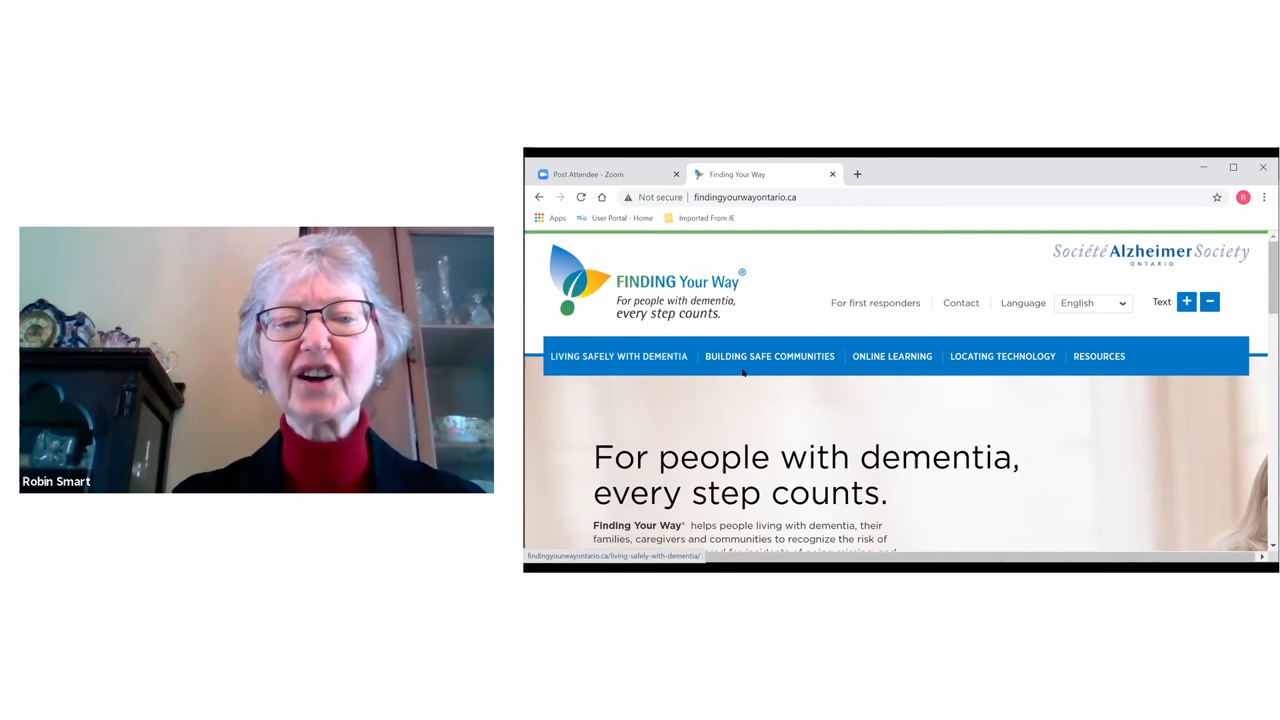 Robin Smart
Post Attendee - Zoom
Finding Your Way
Not secure
findingyourwayontario.ca
R
Apps
User Portal - Home
Imported From IE
Société Alzheimer Society
ONTARIO
FINDING Your Way®
For people with dementia,
every step counts.
For first responders
Contact
Language
English
Text
+
−
LIVING SAFELY WITH DEMENTIA
BUILDING SAFE COMMUNITIES
ONLINE LEARNING
LOCATING TECHNOLOGY
RESOURCES
For people with dementia,
every step counts.
Finding Your Way® helps people living with dementia, their
families, caregivers and communities to recognize the risk of
findingyourwayontario.ca/living-safely-with-dementia/